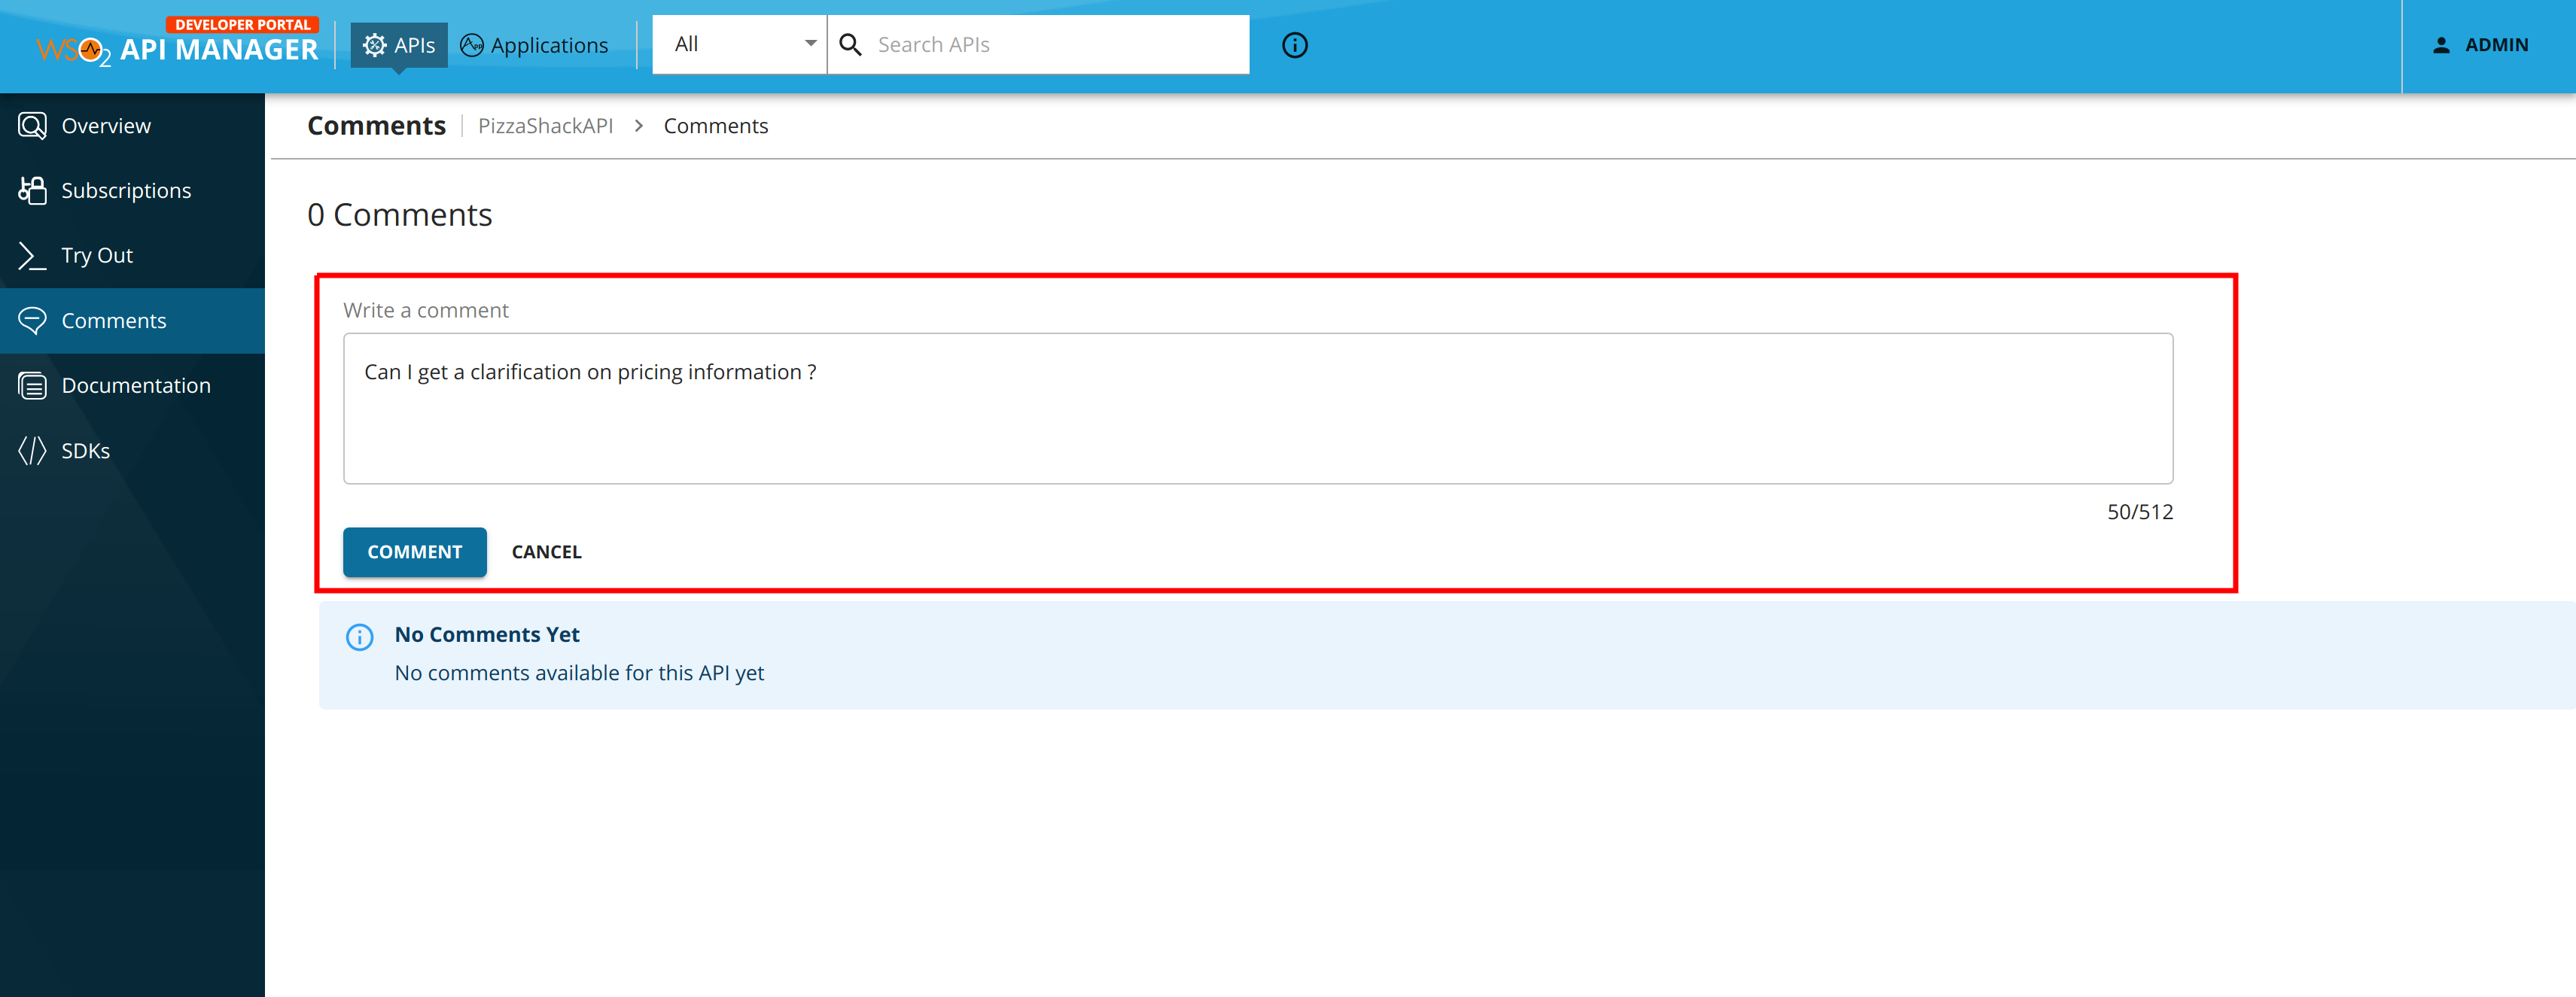 DEVELOPER PORTAL
WSO2 API MANAGER
APIs
Applications
All
Search APIs
ADMIN
Overview
Subscriptions
Try Out
Comments
Documentation
SDKs
Comments PizzaShackAPI > Comments
0 Comments
Write a comment
Can I get a clarification on pricing information ?
50/512
COMMENT CANCEL
No Comments Yet
No comments available for this API yet